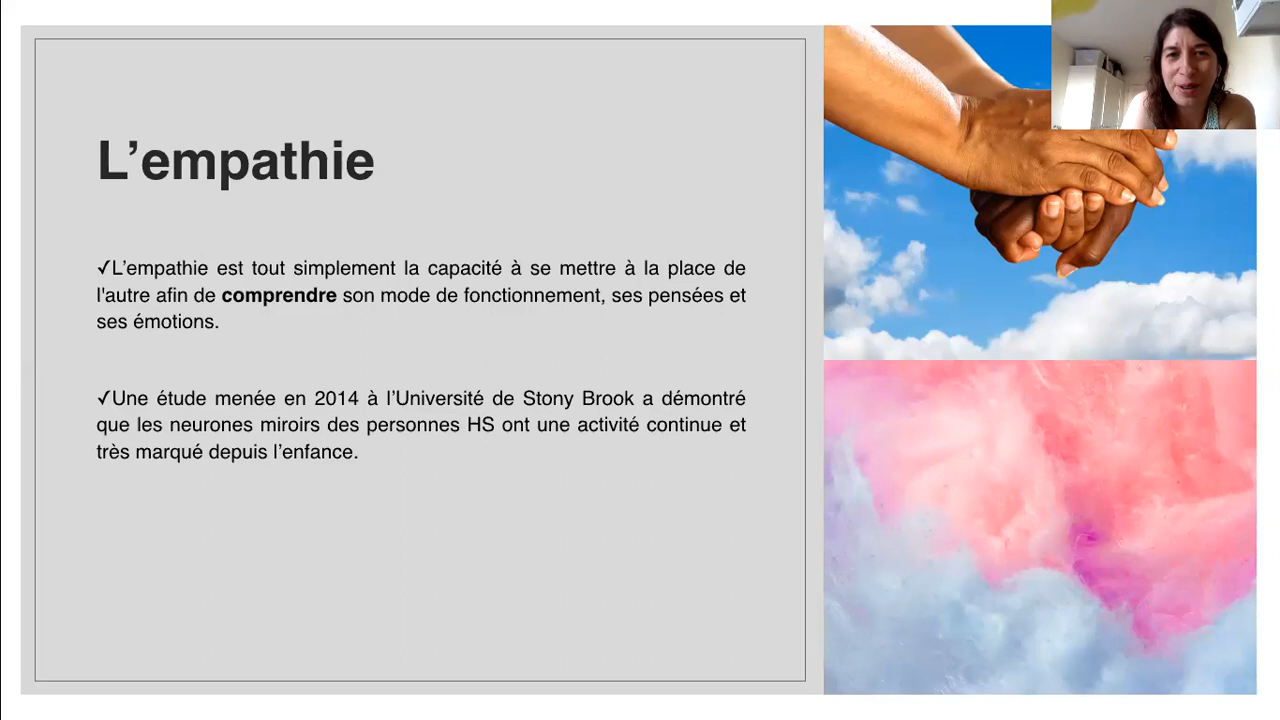 L’empathie
✓L’empathie est tout simplement la capacité à se mettre à la place de
l'autre afin de comprendre son mode de fonctionnement, ses pensées et
ses émotions.
✓Une étude menée en 2014 à l’Université de Stony Brook a démontré
que les neurones miroirs des personnes HS ont une activité continue et
très marqué depuis l’enfance.